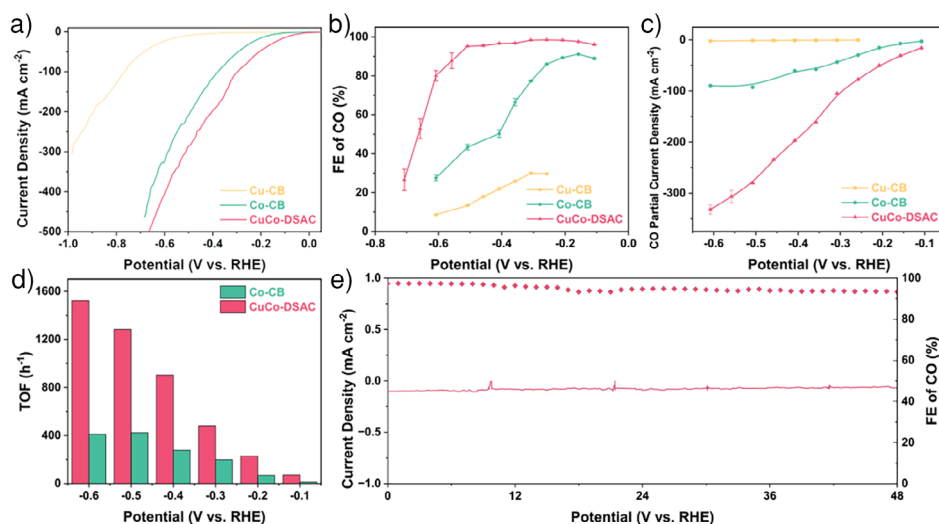 a)
Current Density (mA cm⁻²)
0
-100
-200
-300
-400
-500
-1.0
-0.8
-0.6
-0.4
-0.2
0.0
Potential (V vs. RHE)
Cu-CB
Co-CB
CuCo-DSAC
b)
FE of CO (%)
100
80
60
40
20
0
-0.8
-0.6
-0.4
-0.2
0.0
Potential (V vs. RHE)
Cu-CB
Co-CB
CuCo-DSAC
c)
CO Partial Current Density (mA cm⁻²)
0
-100
-200
-300
-0.6
-0.5
-0.4
-0.3
-0.2
-0.1
Potential (V vs. RHE)
Cu-CB
Co-CB
CuCo-DSAC
d)
TOF (h⁻¹)
1600
1200
800
400
0
-0.6
-0.5
-0.4
-0.3
-0.2
-0.1
Potential (V vs. RHE)
Co-CB
CuCo-DSAC
e)
Current Density (mA cm⁻²)
1.0
0.5
0.0
−0.5
−1.0
0
12
24
36
48
Potential (V vs. RHE)
100
80
60
40
20
0
FE of CO (%)